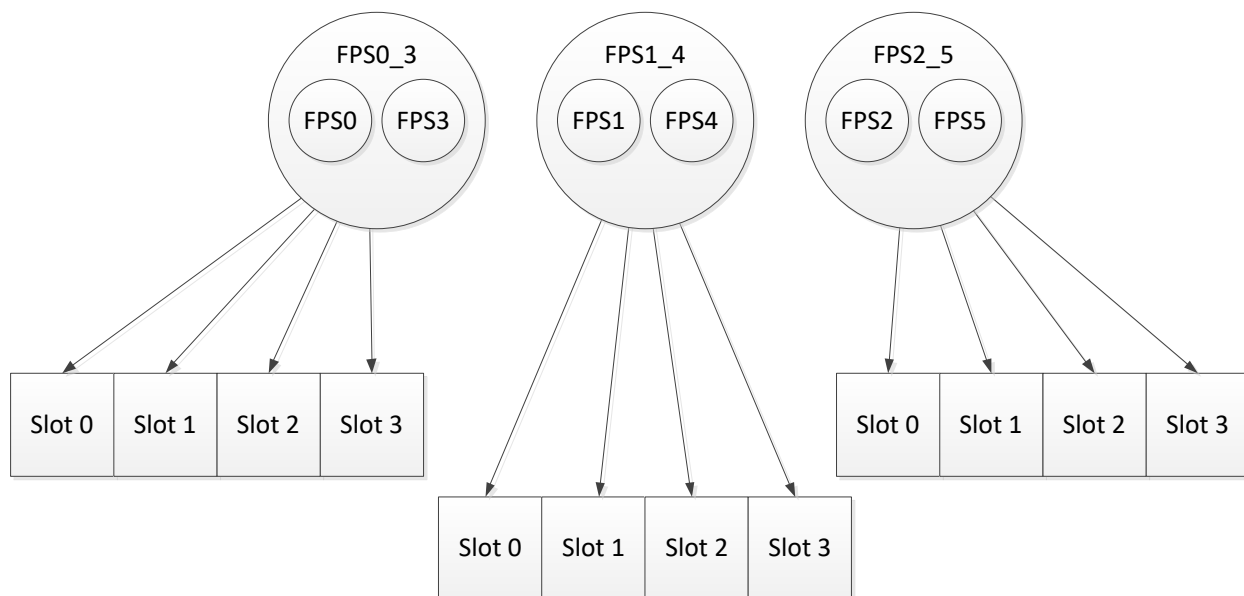 FPS0_3
FPS1_4
FPS2_5
FPS0
FPS3
FPS1
FPS4
FPS2
FPS5
Slot 0
Slot 1
Slot 2
Slot 3
Slot 0
Slot 1
Slot 2
Slot 3
Slot 0
Slot 1
Slot 2
Slot 3